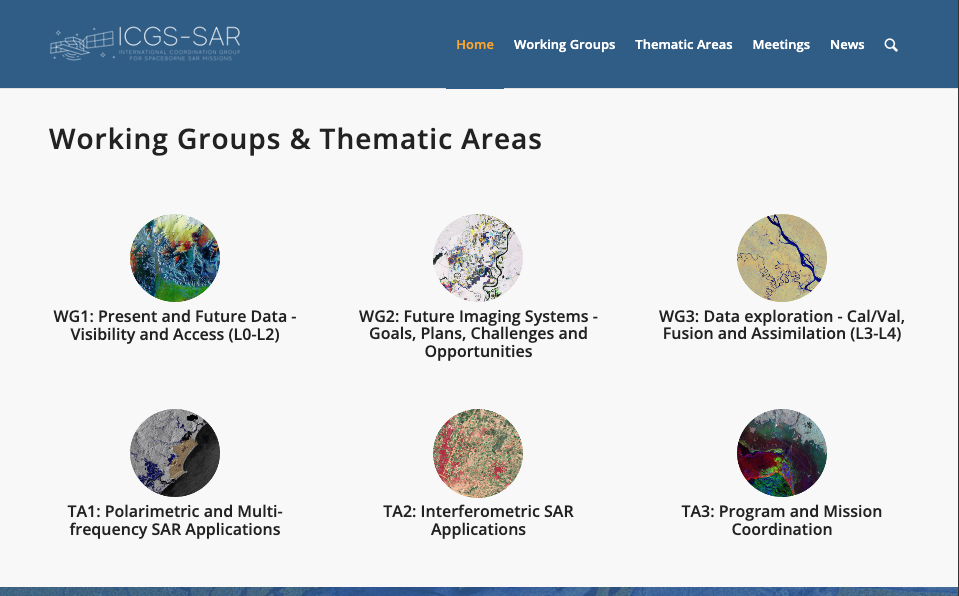 ICGS-SAR
INTERNATIONAL COORDINATION GROUP
FOR SPACEBORNE SAR MISSIONS
Home Working Groups Thematic Areas Meetings News
Working Groups & Thematic Areas
WG1: Present and Future Data -
Visibility and Access (L0-L2)
WG2: Future Imaging Systems -
Goals, Plans, Challenges and
Opportunities
WG3: Data exploration - Cal/Val,
Fusion and Assimilation (L3-L4)
TA1: Polarimetric and Multi-
frequency SAR Applications
TA2: Interferometric SAR
Applications
TA3: Program and Mission
Coordination